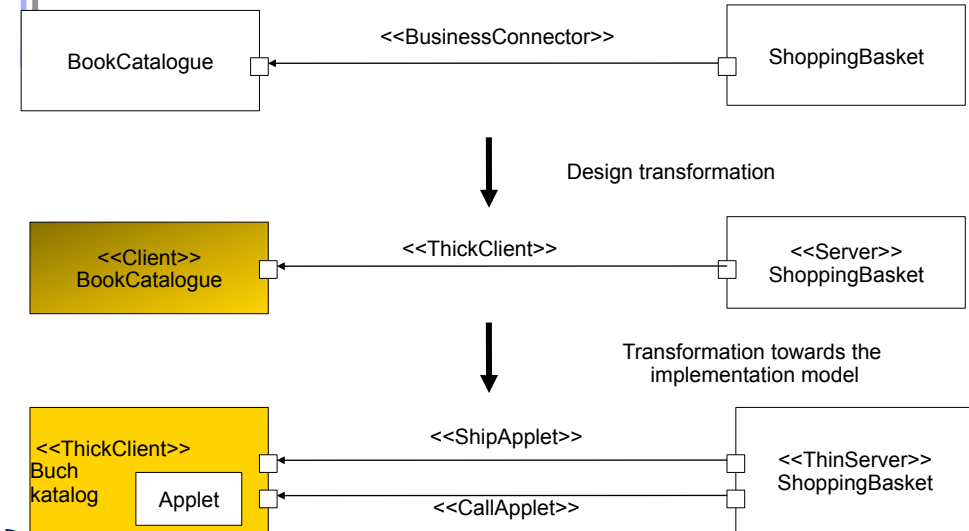 BookCatalogue
<<BusinessConnector>>
ShoppingBasket
Design transformation
<<Client>>
BookCatalogue
<<ThickClient>>
<<Server>>
ShoppingBasket
Transformation towards the
implementation model
<<ThickClient>>
Buch
katalog
Applet
<<ShipApplet>>
<<CallApplet>>
<<ThinServer>>
ShoppingBasket